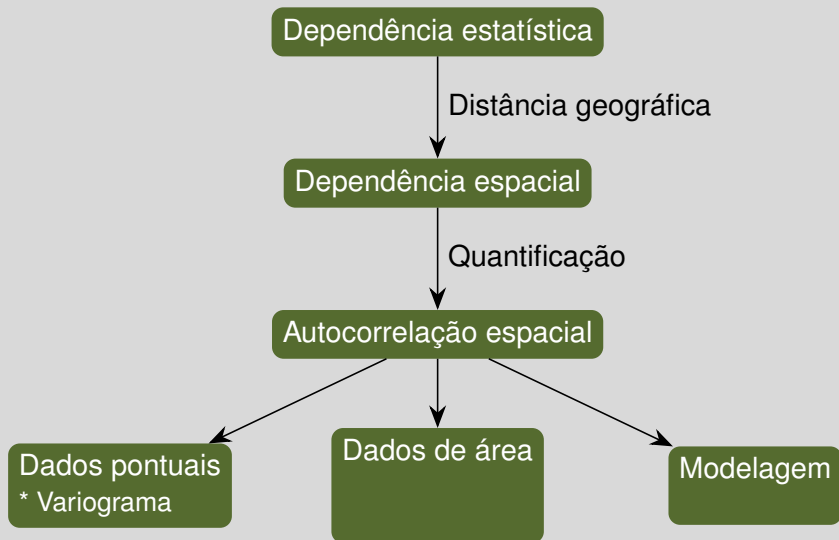 Dependência estatística
Distância geográfica
Dependência espacial
Quantificação
Autocorrelação espacial
Dados pontuais
* Variograma
Dados de área
Modelagem